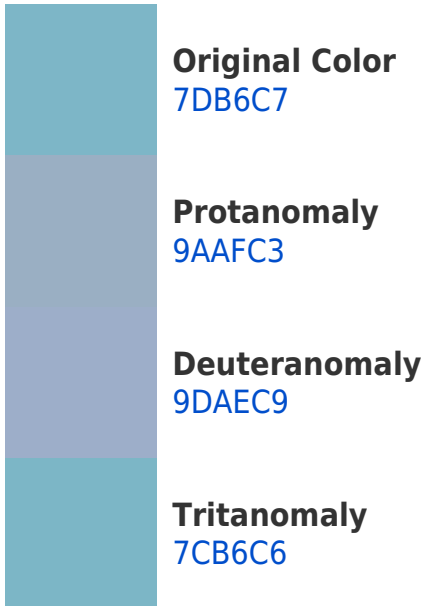 Original Color
7DB6C7
Protanomaly
9AAFC3
Deuteranomaly
9DAEC9
Tritanomaly
7CB6C6